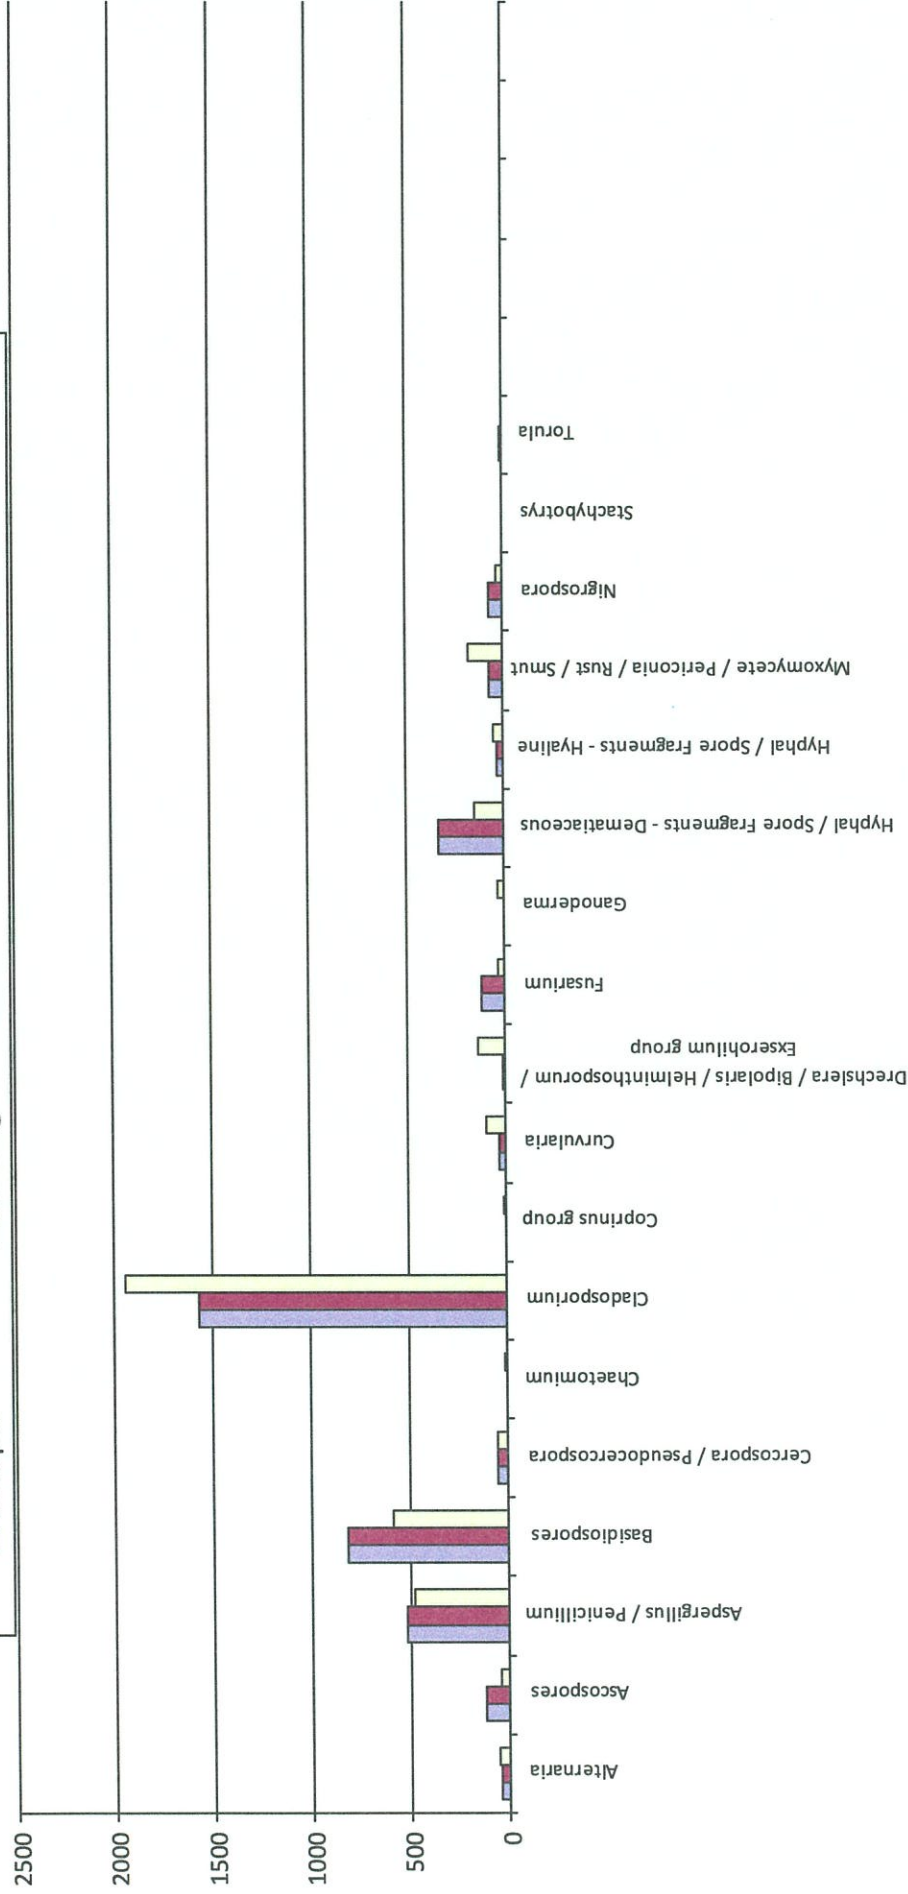 2500
2000
1500
1000
500
0
Alternaria
Ascospores
Aspergillus / Penicillium
Basidiospores
Cercospora / Pseudocercospora
Chaetomium
Cladosporium
Coprinus group
Curvularia
Drechslera / Bipolaris / Helminthosporum /
Exserohilum group
Fusarium
Ganoderma
Hyphal / Spore Fragments - Dematiaceous
Hyphal / Spore Fragments - Hyaline
Myxomycete / Periconia / Rust / Smut
Nigrospora
Stachybotrys
Torula